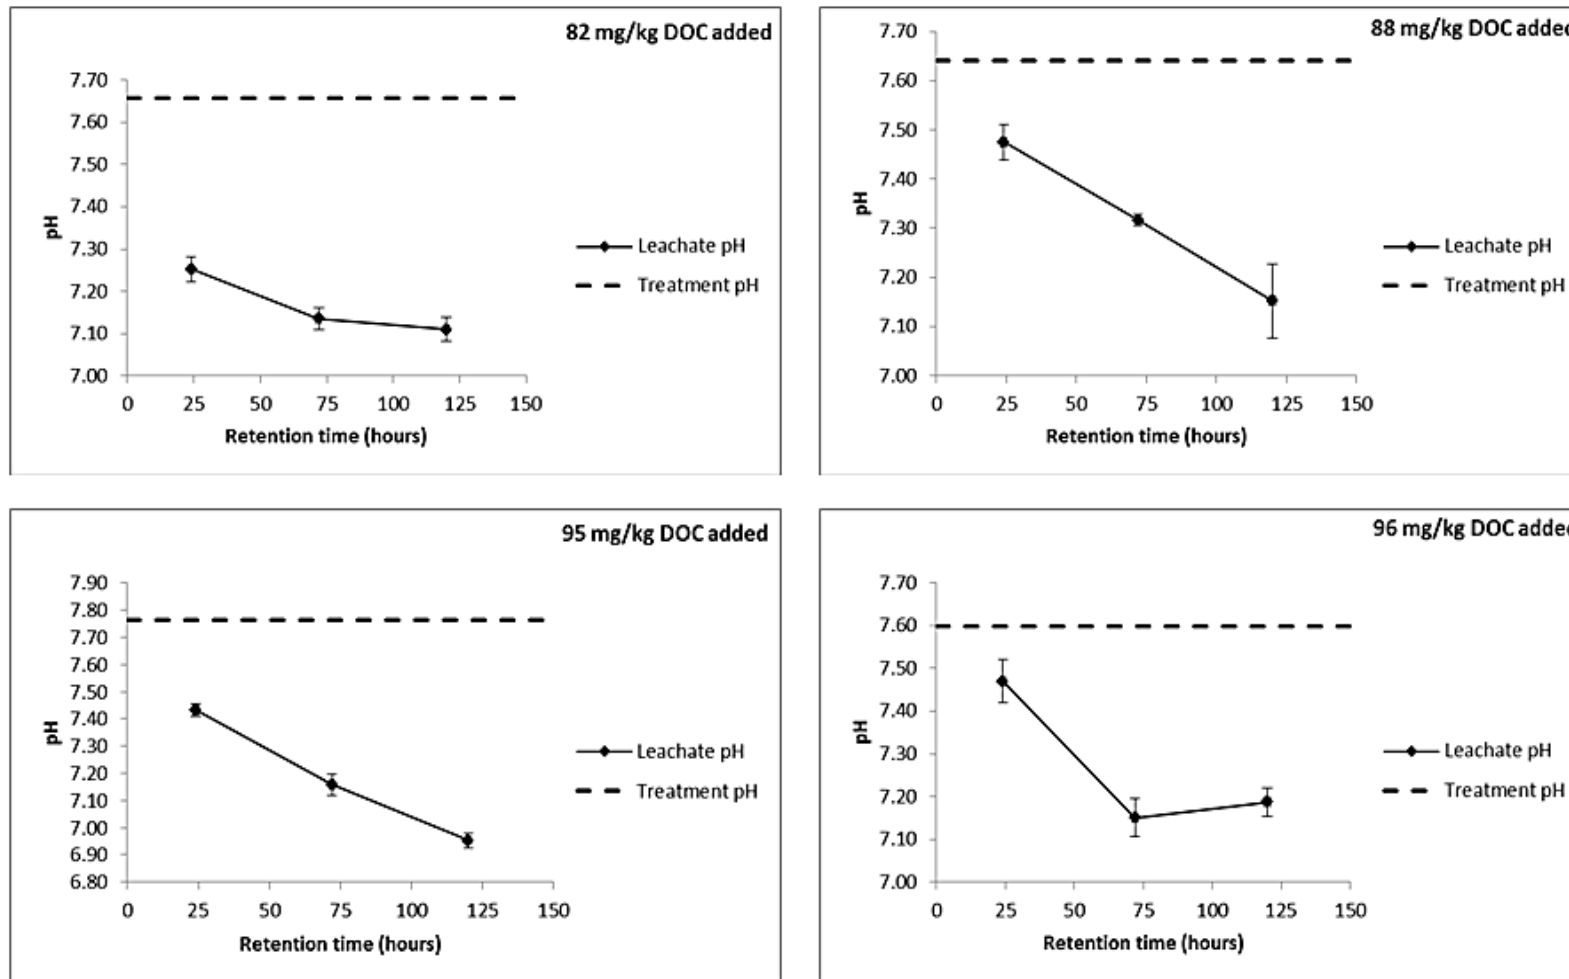 82 mg/kg DOC added
7.70
7.60
7.50
7.40
7.30
7.20
7.10
7.00
pH
0 25 50 75 100 125 150
Retention time (hours)
Leachate pH
Treatment pH
88 mg/kg DOC added
7.70
7.60
7.50
7.40
7.30
7.20
7.10
7.00
pH
0 25 50 75 100 125 150
Retention time (hours)
Leachate pH
Treatment pH
95 mg/kg DOC added
7.90
7.80
7.70
7.60
7.50
7.40
7.30
7.20
7.10
7.00
6.90
6.80
pH
0 25 50 75 100 125 150
Retention time (hours)
Leachate pH
Treatment pH
96 mg/kg DOC added
7.70
7.60
7.50
7.40
7.30
7.20
7.10
7.00
pH
0 25 50 75 100 125 150
Retention time (hours)
Leachate pH
Treatment pH